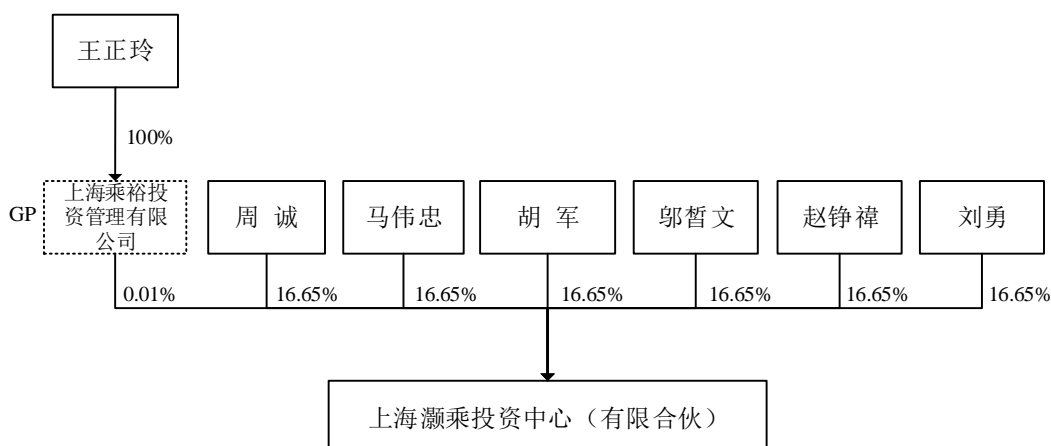 王正玲
100%
GP
上海乘裕投
资管理有限
公司
周 诚
马伟忠
胡 军
邬皙文
赵铮禕
刘勇
0.01%
16.65%
16.65%
16.65%
16.65%
16.65%
16.65%
上海灏乘投资中心（有限合伙）